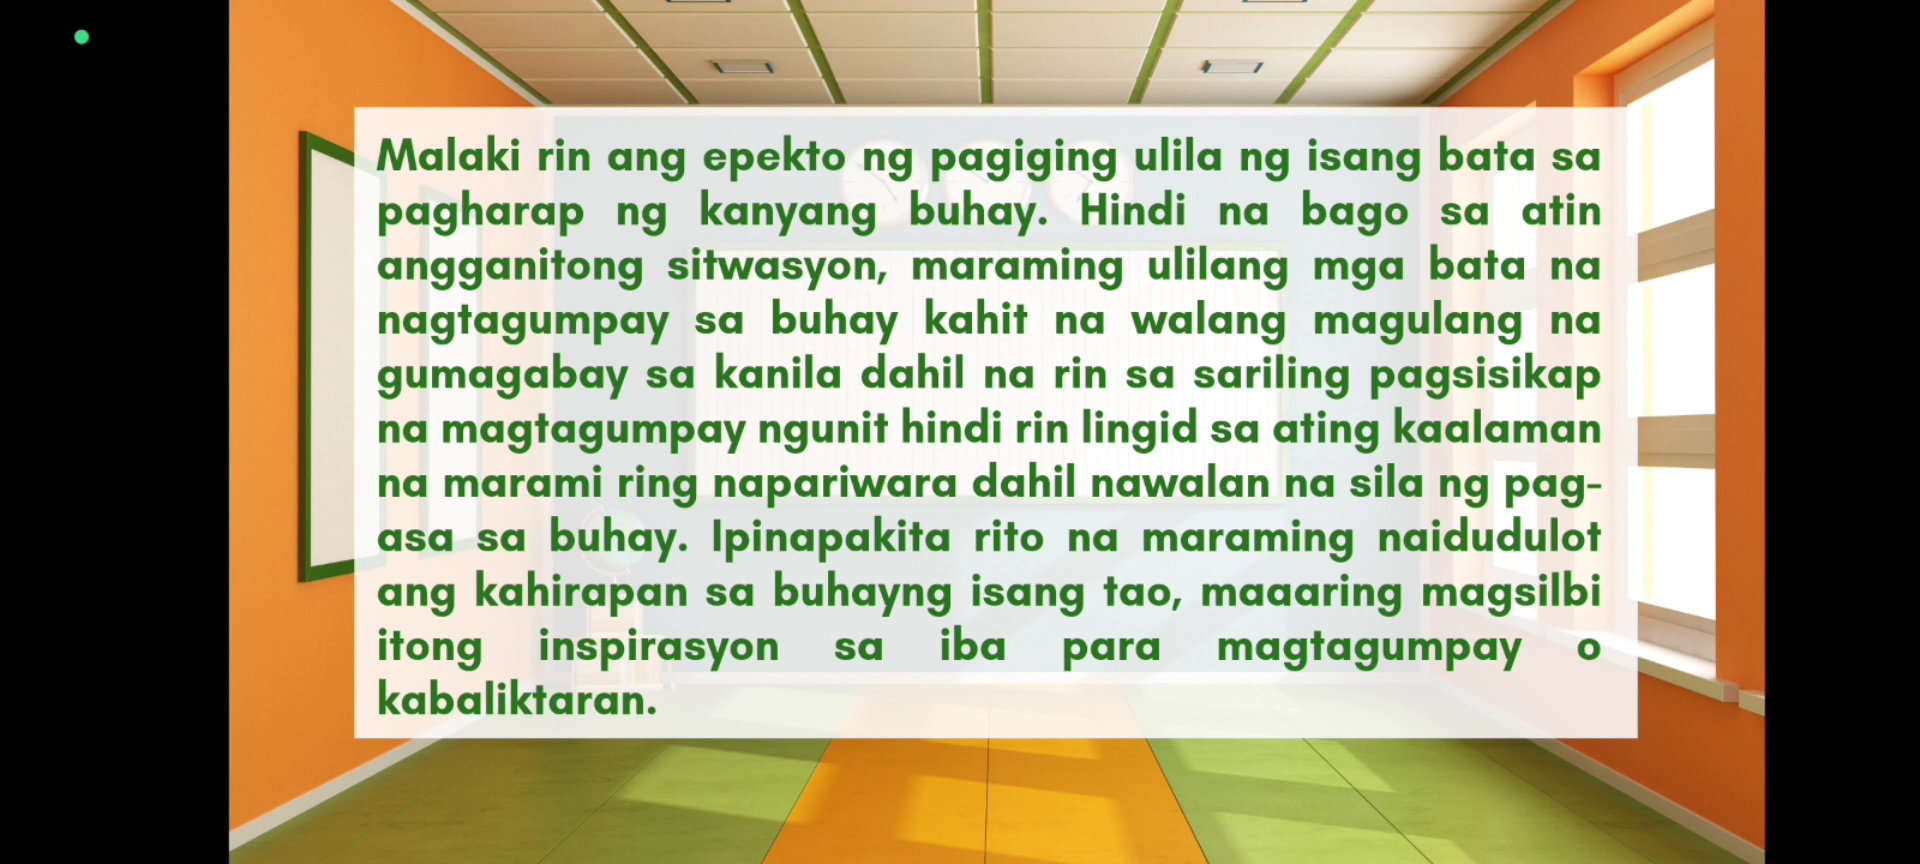 Malaki rin ang epekto ng pagiging ulila ng isang bata sa
pagharap ng kanyang buhay. Hindi na bago sa atin
angganitong sitwasyon, maraming ulilang mga bata na
nagtagumpay sa buhay kahit na walang magulang na
gumagabay sa kanila dahil na rin sa sariling pagsisikap
na magtagumpay ngunit hindi rin lingid sa ating kaalaman
na marami ring napariwara dahil nawalan na sila ng pag-
asa sa buhay. Ipinapakita rito na maraming naidudulot
ang kahirapan sa buhayng isang tao, maaaring magsilbi
itong inspirasyon sa iba para magtagumpay o
kabaliktaran.